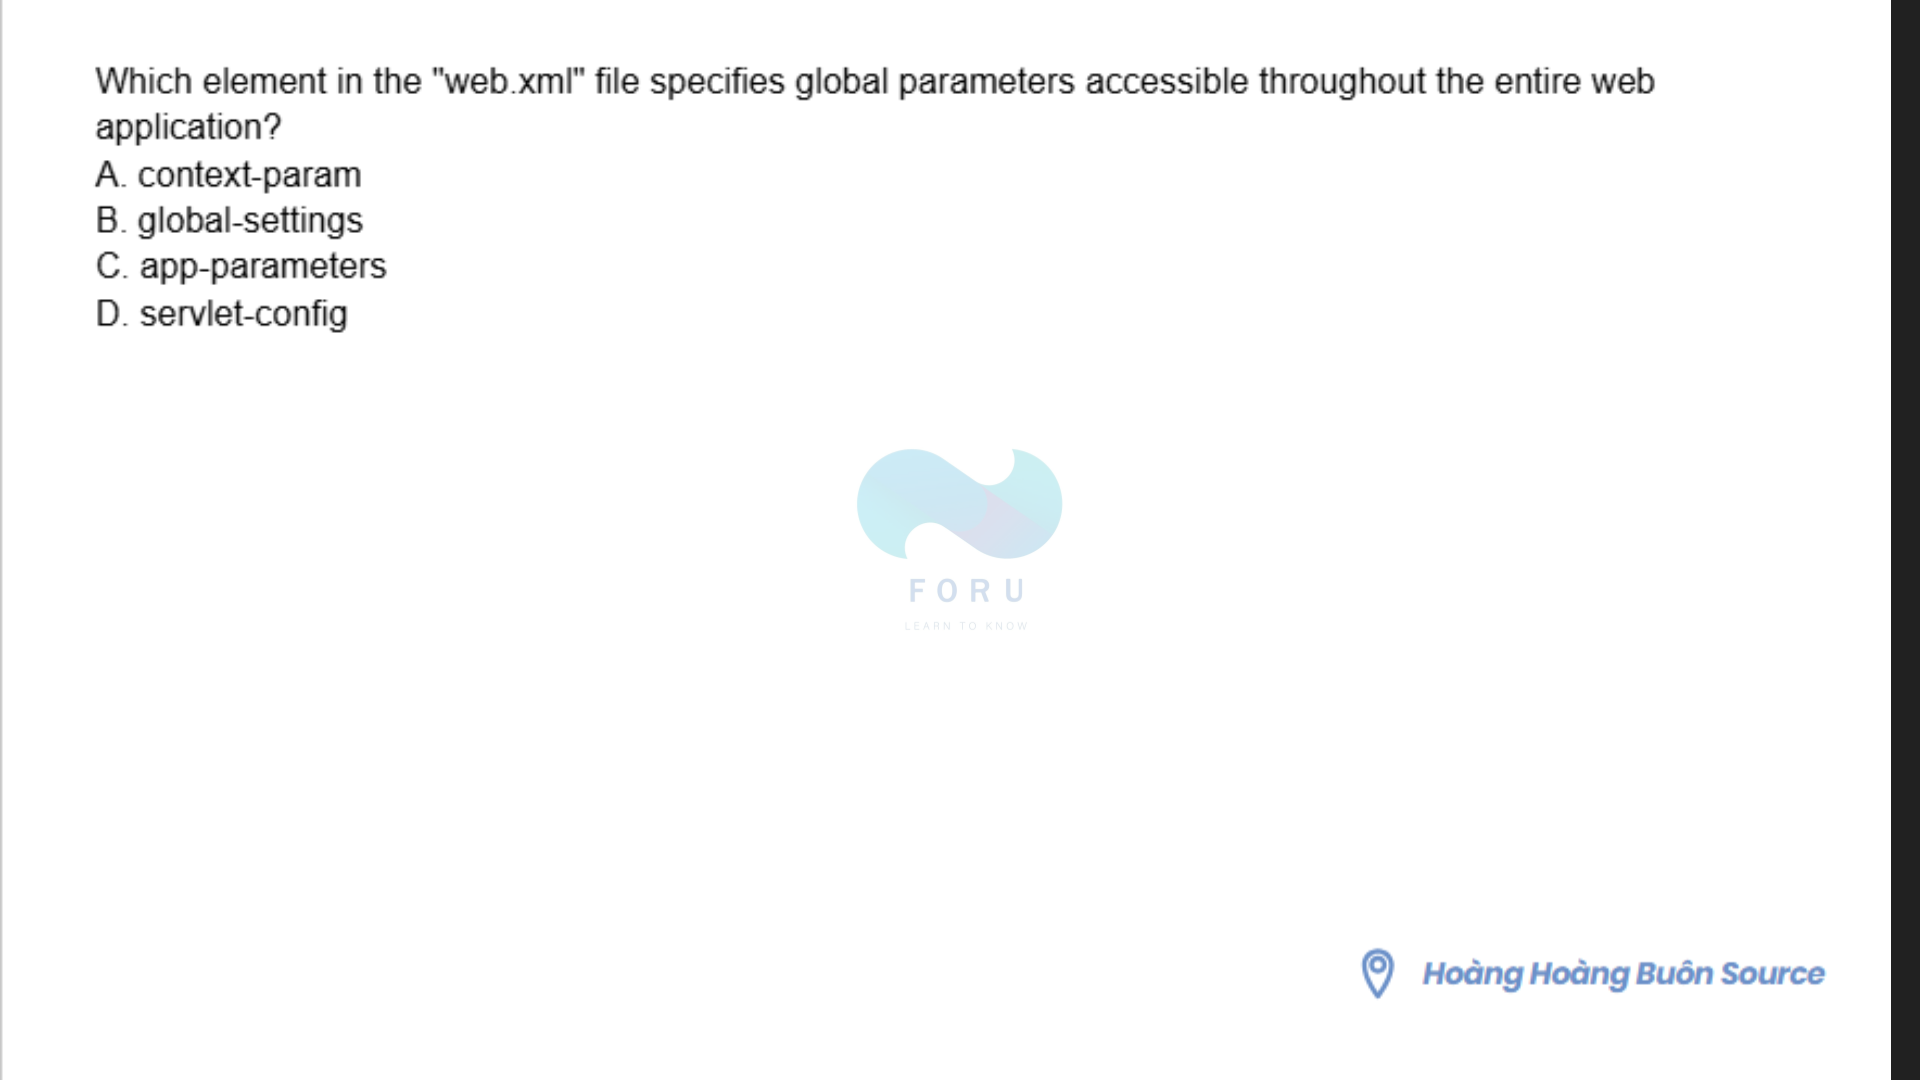 Which element in the "web.xml" file specifies global parameters accessible throughout the entire web
application?
A. context-param
B. global-settings
C. app-parameters
D. servlet-config
FORU
LEARN TO KNOW
Hoàng Hoàng Buôn Source